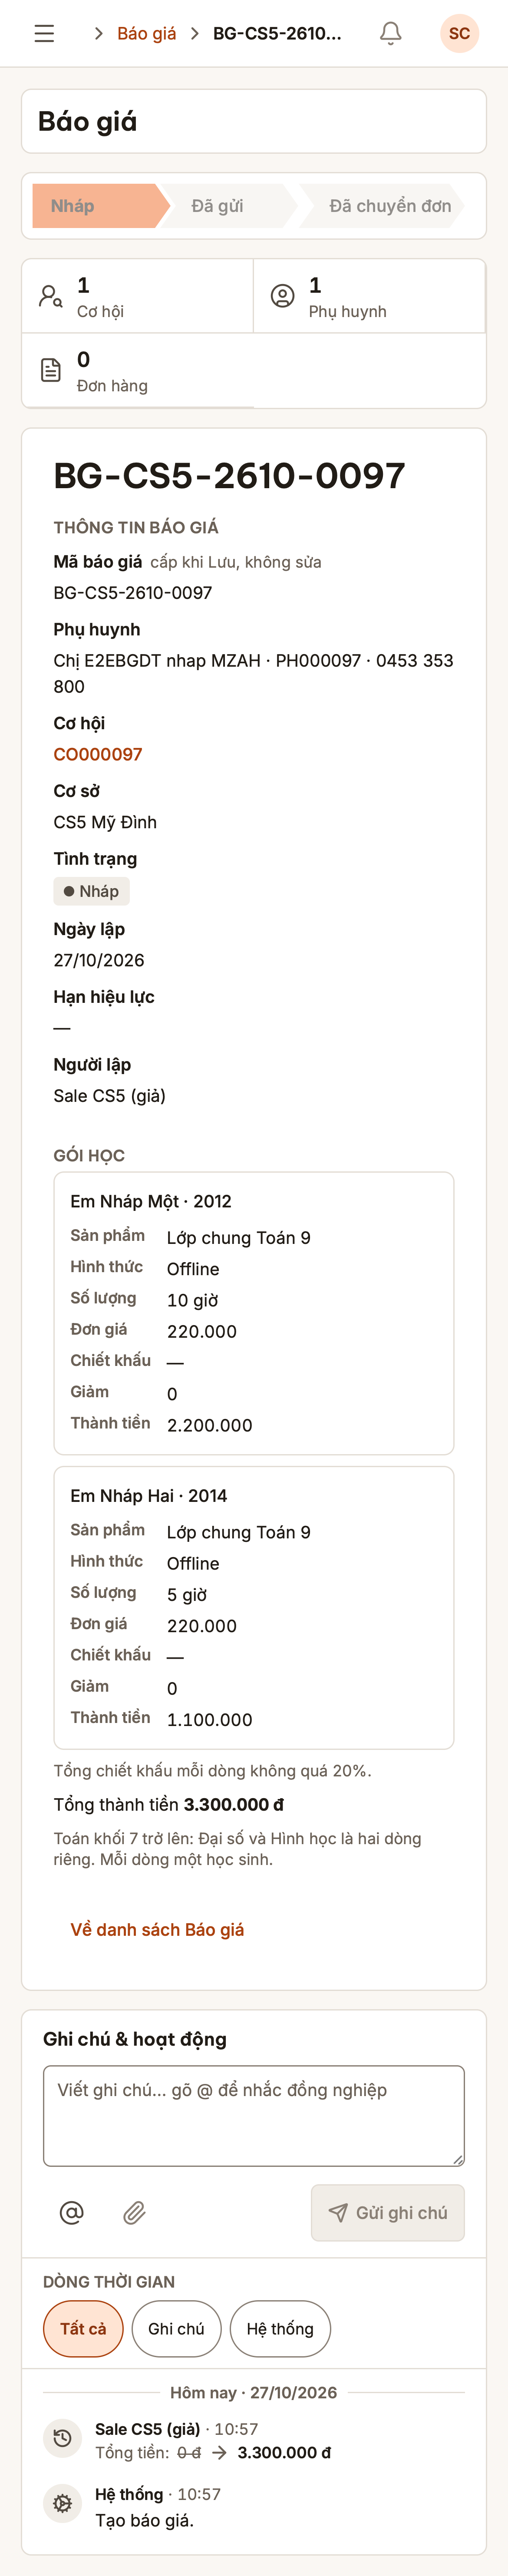 Báo giá
BG-CS5-2610...
SC
Báo giá
Nháp
Đã gửi
Đã chuyển đơn
1
Cơ hội
1
Phụ huynh
0
Đơn hàng
BG-CS5-2610-0097
THÔNG TIN BÁO GIÁ
Mã báo giá cấp khi Lưu, không sửa
BG-CS5-2610-0097
Phụ huynh
Chị E2EBGDT nhap MZAH · PH000097 · 0453 353
800
Cơ hội
CO000097
Cơ sở
CS5 Mỹ Đình
Tình trạng
Nháp
Ngày lập
27/10/2026
Hạn hiệu lực
—
Người lập
Sale CS5 (giả)
GÓI HỌC
Em Nháp Một · 2012
Sản phẩm Lớp chung Toán 9
Hình thức Offline
Số lượng 10 giờ
Đơn giá 220.000
Chiết khấu —
Giảm 0
Thành tiền 2.200.000
Em Nháp Hai · 2014
Sản phẩm Lớp chung Toán 9
Hình thức Offline
Số lượng 5 giờ
Đơn giá 220.000
Chiết khấu —
Giảm 0
Thành tiền 1.100.000
Tổng chiết khấu mỗi dòng không quá 20%.
Tổng thành tiền 3.300.000 đ
Toán khối 7 trở lên: Đại số và Hình học là hai dòng
riêng. Mỗi dòng một học sinh.
Về danh sách Báo giá
Ghi chú & hoạt động
Viết ghi chú... gõ @ để nhắc đồng nghiệp
Gửi ghi chú
DÒNG THỜI GIAN
Tất cả
Ghi chú
Hệ thống
Hôm nay · 27/10/2026
Sale CS5 (giả) · 10:57
Tổng tiền: 0 đ → 3.300.000 đ
Hệ thống · 10:57
Tạo báo giá.